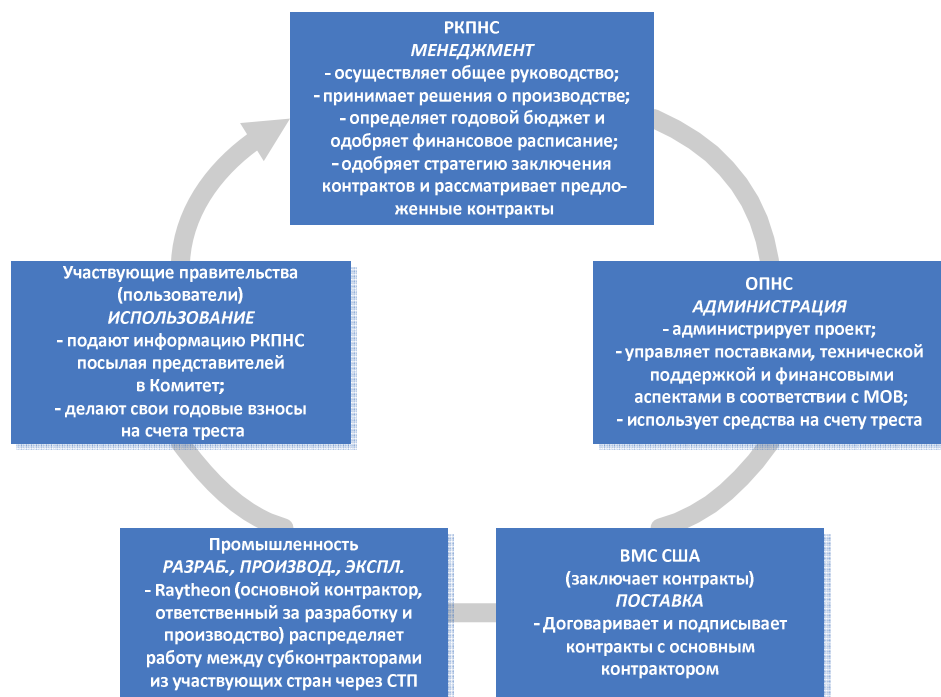 РКПНС
МЕНЕДЖМЕНТ
- осуществляет общее руководство;
- принимает решения о производстве;
- определяет годовой бюджет и
одобряет финансовое расписание;
- одобряет стратегию заключения
контрактов и рассматривает предло-
женные контракты
Участвующие правительства
(пользователи)
ИСПОЛЬЗОВАНИЕ
- подают информацию РКПНС
посылая представителей
в Комитет;
- делают свои годовые взносы
на счета треста
ОПНС
АДМИНИСТРАЦИЯ
- администрирует проект;
- управляет поставками, технической
поддержкой и финансовыми
аспектами в соответствии с МОВ;
- использует средства на счету треста
Промышленность
РАЗРАБ., ПРОИЗВОД., ЭКСПЛ.
- Raytheon (основной контрактор,
ответственный за разработку и
производство) распределяет
работу между субконтракторами
из участвующих стран через СТП
ВМС США
(заключает контракты)
ПОСТАВКА
- Договаривает и подписывает
контракты с основным
контрактором